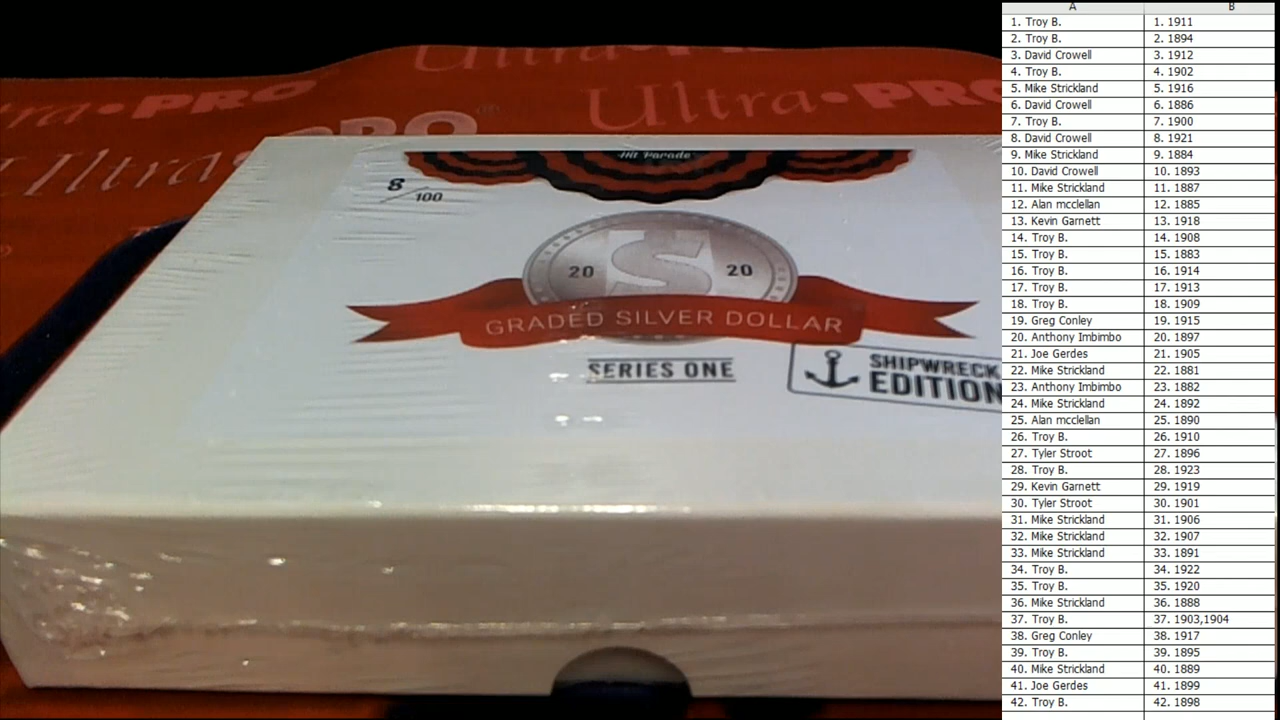 Ultra•PRO
ra•PRO
Ultra•PRO
PRO
Ultra
Hit Parade
8/100
20 S 20
GRADED SILVER DOLLAR
SERIES ONE
SHIPWRECK
EDITION
A B
1. Troy B. 1. 1911
2. Troy B. 2. 1894
3. David Crowell 3. 1912
4. Troy B. 4. 1902
5. Mike Strickland 5. 1916
6. David Crowell 6. 1886
7. Troy B. 7. 1900
8. David Crowell 8. 1921
9. Mike Strickland 9. 1884
10. David Crowell 10. 1893
11. Mike Strickland 11. 1887
12. Alan mcclellan 12. 1885
13. Kevin Garnett 13. 1918
14. Troy B. 14. 1908
15. Troy B. 15. 1883
16. Troy B. 16. 1914
17. Troy B. 17. 1913
18. Troy B. 18. 1909
19. Greg Conley 19. 1915
20. Anthony Imbimbo 20. 1897
21. Joe Gerdes 21. 1905
22. Mike Strickland 22. 1881
23. Anthony Imbimbo 23. 1882
24. Mike Strickland 24. 1892
25. Alan mcclellan 25. 1890
26. Troy B. 26. 1910
27. Tyler Stroot 27. 1896
28. Troy B. 28. 1923
29. Kevin Garnett 29. 1919
30. Tyler Stroot 30. 1901
31. Mike Strickland 31. 1906
32. Mike Strickland 32. 1907
33. Mike Strickland 33. 1891
34. Troy B. 34. 1922
35. Troy B. 35. 1920
36. Mike Strickland 36. 1888
37. Troy B. 37. 1903,1904
38. Greg Conley 38. 1917
39. Troy B. 39. 1895
40. Mike Strickland 40. 1889
41. Joe Gerdes 41. 1899
42. Troy B. 42. 1898